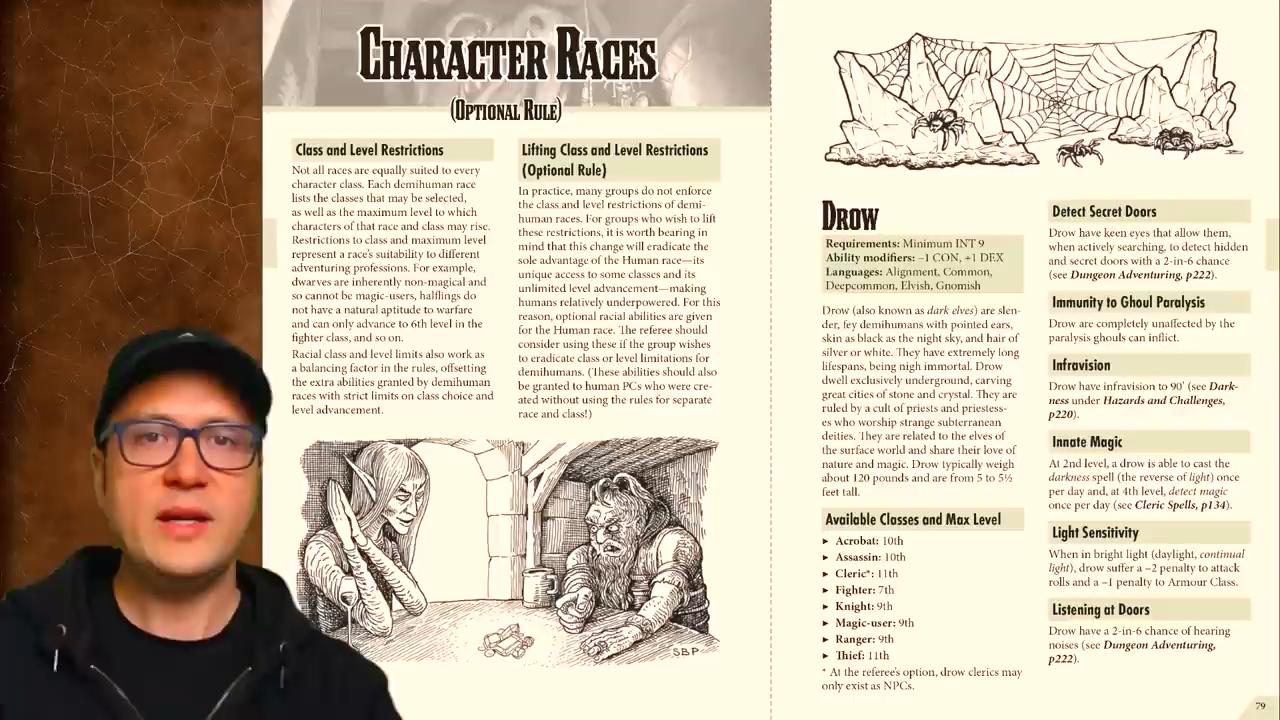 CHARACTER RACES
(OPTIONAL RULE)
Class and Level Restrictions
Not all races are equally suited to every
character class. Each demihuman race
lists the classes that may be selected,
as well as the maximum level to which
characters of that race and class may rise.
Restrictions to class and maximum level
represent a race's suitability to different
adventuring professions. For example,
dwarves are inherently non-magical and
so cannot be magic-users, halflings do
not have a natural aptitude to warfare
and can only advance to 6th level in the
fighter class, and so on.
Racial class and level limits also work as
a balancing factor in the rules, offsetting
the extra abilities granted by demihuman
races with strict limits on class choice and
level advancement.
Lifting Class and Level Restrictions
(Optional Rule)
In practice, many groups do not enforce
the class and level restrictions of demi-
human races. For groups who wish to lift
these restrictions, it is worth bearing in
mind that this change will eradicate the
sole advantage of the Human race—its
unique access to some classes and its
unlimited level advancement—making
humans relatively underpowered. For this
reason, optional racial abilities are given
for the Human race. The referee should
consider using these if the group wishes
to eradicate class or level limitations for
demihumans. (These abilities should also
be granted to human PCs who were cre-
ated without using the rules for separate
race and class!)
SBP
DROW
Requirements: Minimum INT 9
Ability modifiers: –1 CON, +1 DEX
Languages: Alignment, Common,
Deepcommon, Elvish, Gnomish
Drow (also known as dark elves) are slen-
der, fey demihumans with pointed ears,
skin as black as the night sky, and hair of
silver or white. They have extremely long
lifespans, being nigh immortal. Drow
dwell exclusively underground, carving
great cities of stone and crystal. They are
ruled by a cult of priests and priestess-
es who worship strange subterranean
deities. They are related to the elves of
the surface world and share their love of
nature and magic. Drow typically weigh
about 120 pounds and are from 5 to 5½
feet tall.
Available Classes and Max Level
► Acrobat: 10th
► Assassin: 10th
► Cleric*: 11th
► Fighter: 7th
► Knight: 9th
► Magic-user: 9th
► Ranger: 9th
► Thief: 11th
* At the referee's option, drow clerics may
only exist as NPCs.
Detect Secret Doors
Drow have keen eyes that allow them,
when actively searching, to detect hidden
and secret doors with a 2-in-6 chance
(see Dungeon Adventuring, p222).
Immunity to Ghoul Paralysis
Drow are completely unaffected by the
paralysis ghouls can inflict.
Infravision
Drow have infravision to 90' (see Dark-
ness under Hazards and Challenges,
p220).
Innate Magic
At 2nd level, a drow is able to cast the
darkness spell (the reverse of light) once
per day and, at 4th level, detect magic
once per day (see Cleric Spells, p134).
Light Sensitivity
When in bright light (daylight, continual
light), drow suffer a –2 penalty to attack
rolls and a –1 penalty to Armour Class.
Listening at Doors
Drow have a 2-in-6 chance of hearing
noises (see Dungeon Adventuring,
p222).
79